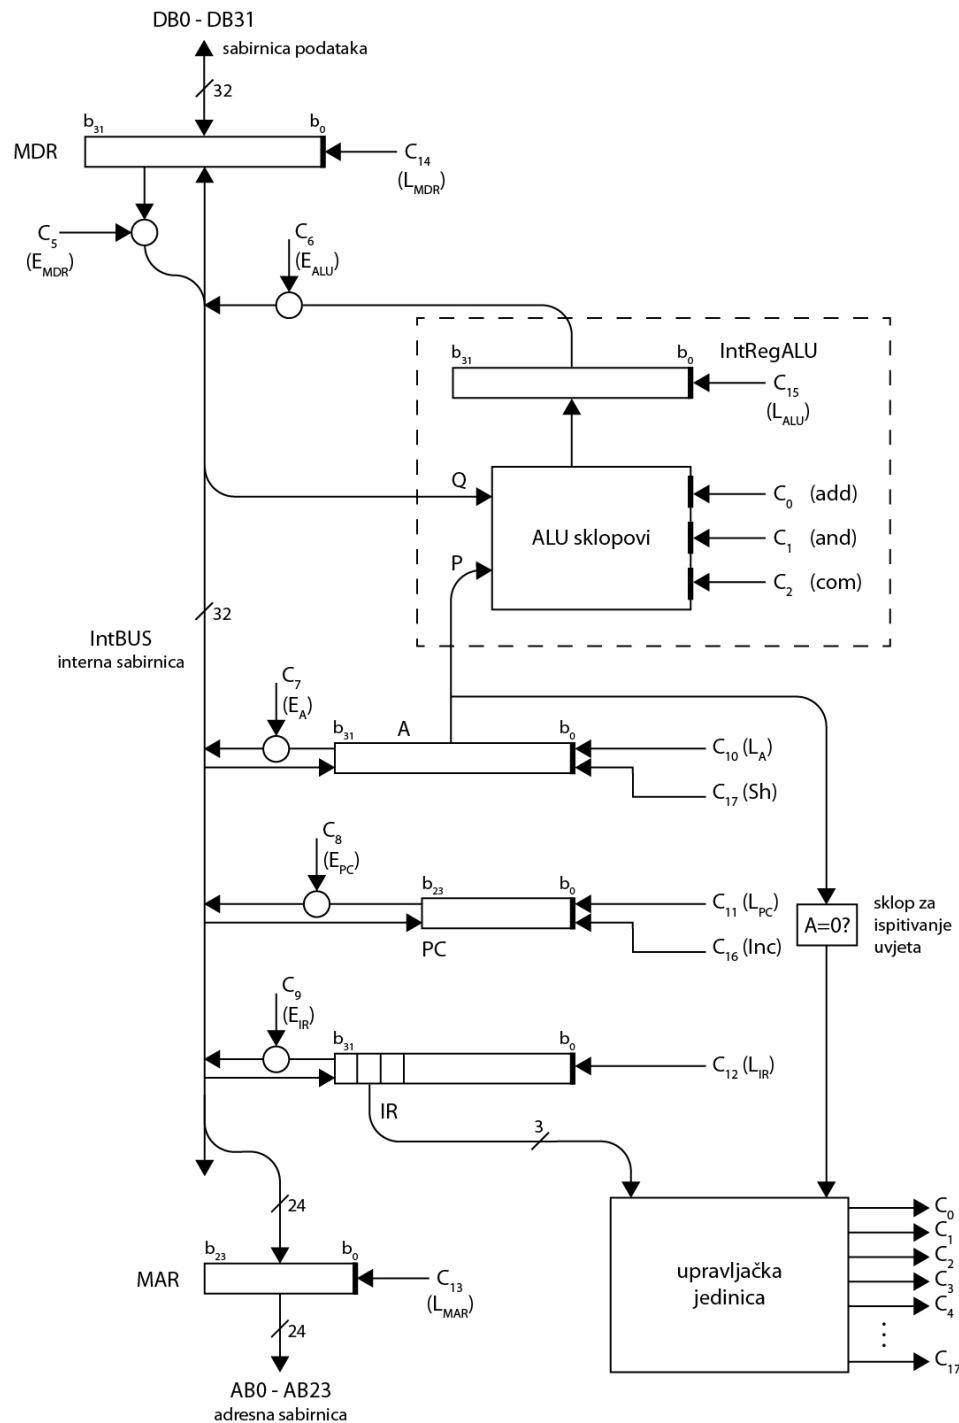 DB0 - DB31
sabirnica podataka
32
b31
b0
MDR
C14
(LMDR)
C5
(EMDR)
C6
(EALU)
b31
b0
IntRegALU
C15
(LALU)
Q
C0 (add)
ALU sklopovi
C1 (and)
P
C2 (com)
32
IntBUS
interna sabirnica
C7
(EA)
b31
A
b0
C10 (LA)
C17 (Sh)
C8
(EPC)
b23
b0
C11 (LPC)
PC
C16 (Inc)
A=0?
sklop za
ispitivanje
uvjeta
C9
(EIR)
b31
b0
C12 (LIR)
IR
3
24
b23
b0
MAR
C13
(LMAR)
24
AB0 - AB23
adresna sabirnica
upravljačka
jedinica
C0
C1
C2
C3
C4
⋮
C17